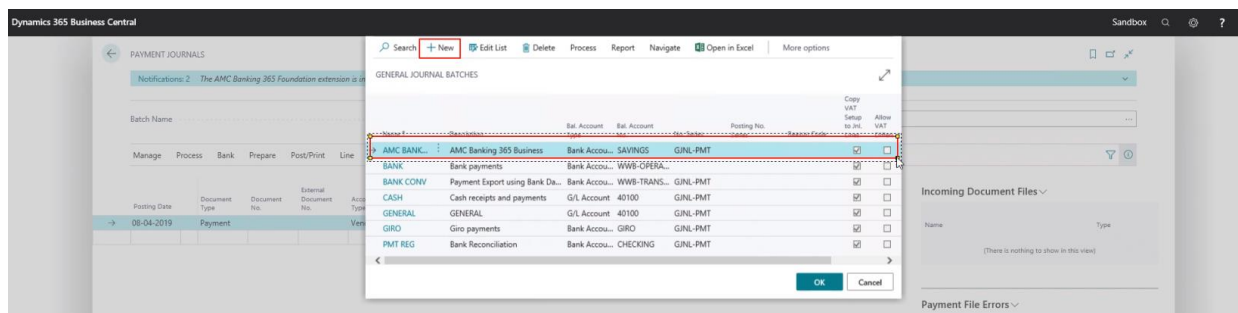 Dynamics 365 Business Central Sandbox ?
PAYMENT JOURNALS
Notifications: 2 The AMC Banking 365 Foundation extension is in
Batch Name
Manage Process Bank Prepare Post/Print Line
Posting Date Document Type Document No. External Document No.
08-04-2019 Payment Ven
Search + New Edit List Delete Process Report Navigate Open in Excel More options
GENERAL JOURNAL BATCHES
Name Description Bal. Account Bal. Account No. Series Posting No. Reason Code Copy VAT Setup to Jnl. Allow VAT
AMC BANK... AMC Banking 365 Business Bank Accou... SAVINGS GJNL-PMT
BANK Bank payments Bank Accou... WWB-OPERA...
BANK CONV Payment Export using Bank Da... Bank Accou... WWB-TRANS... GJNL-PMT
CASH Cash receipts and payments G/L Account 40100 GJNL-PMT
GENERAL GENERAL G/L Account 40100 GJNL-PMT
GIRO Giro payments Bank Accou... GIRO GJNL-PMT
PMT REG Bank Reconciliation Bank Accou... CHECKING GJNL-PMT
OK Cancel
Incoming Document Files
Name Type
(There is nothing to show in this view)
Payment File Errors